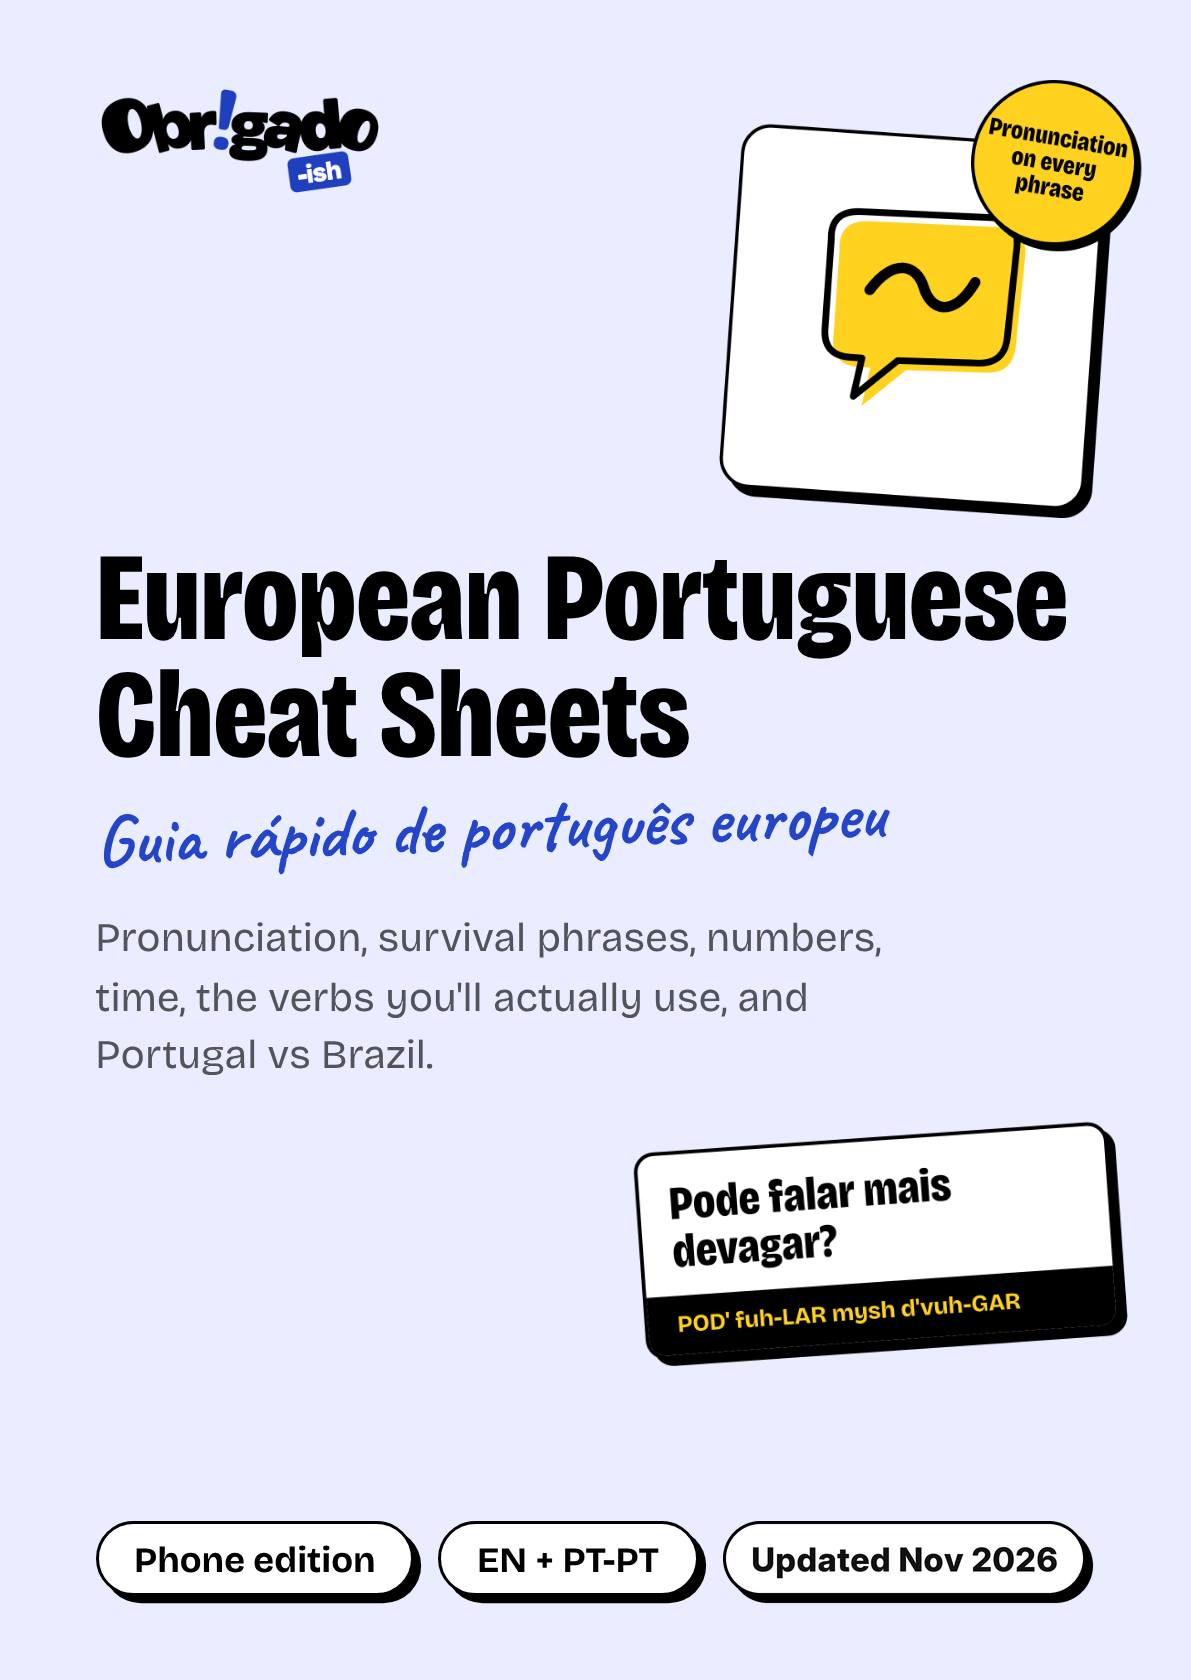 Obr!gado
-ish
Pronunciation
on every
phrase
European Portuguese
Cheat Sheets
Guia rápido de português europeu
Pronunciation, survival phrases, numbers,
time, the verbs you'll actually use, and
Portugal vs Brazil.
Pode falar mais
devagar?
POD' fuh-LAR mysh d'vuh-GAR
Phone edition
EN + PT-PT
Updated Nov 2026